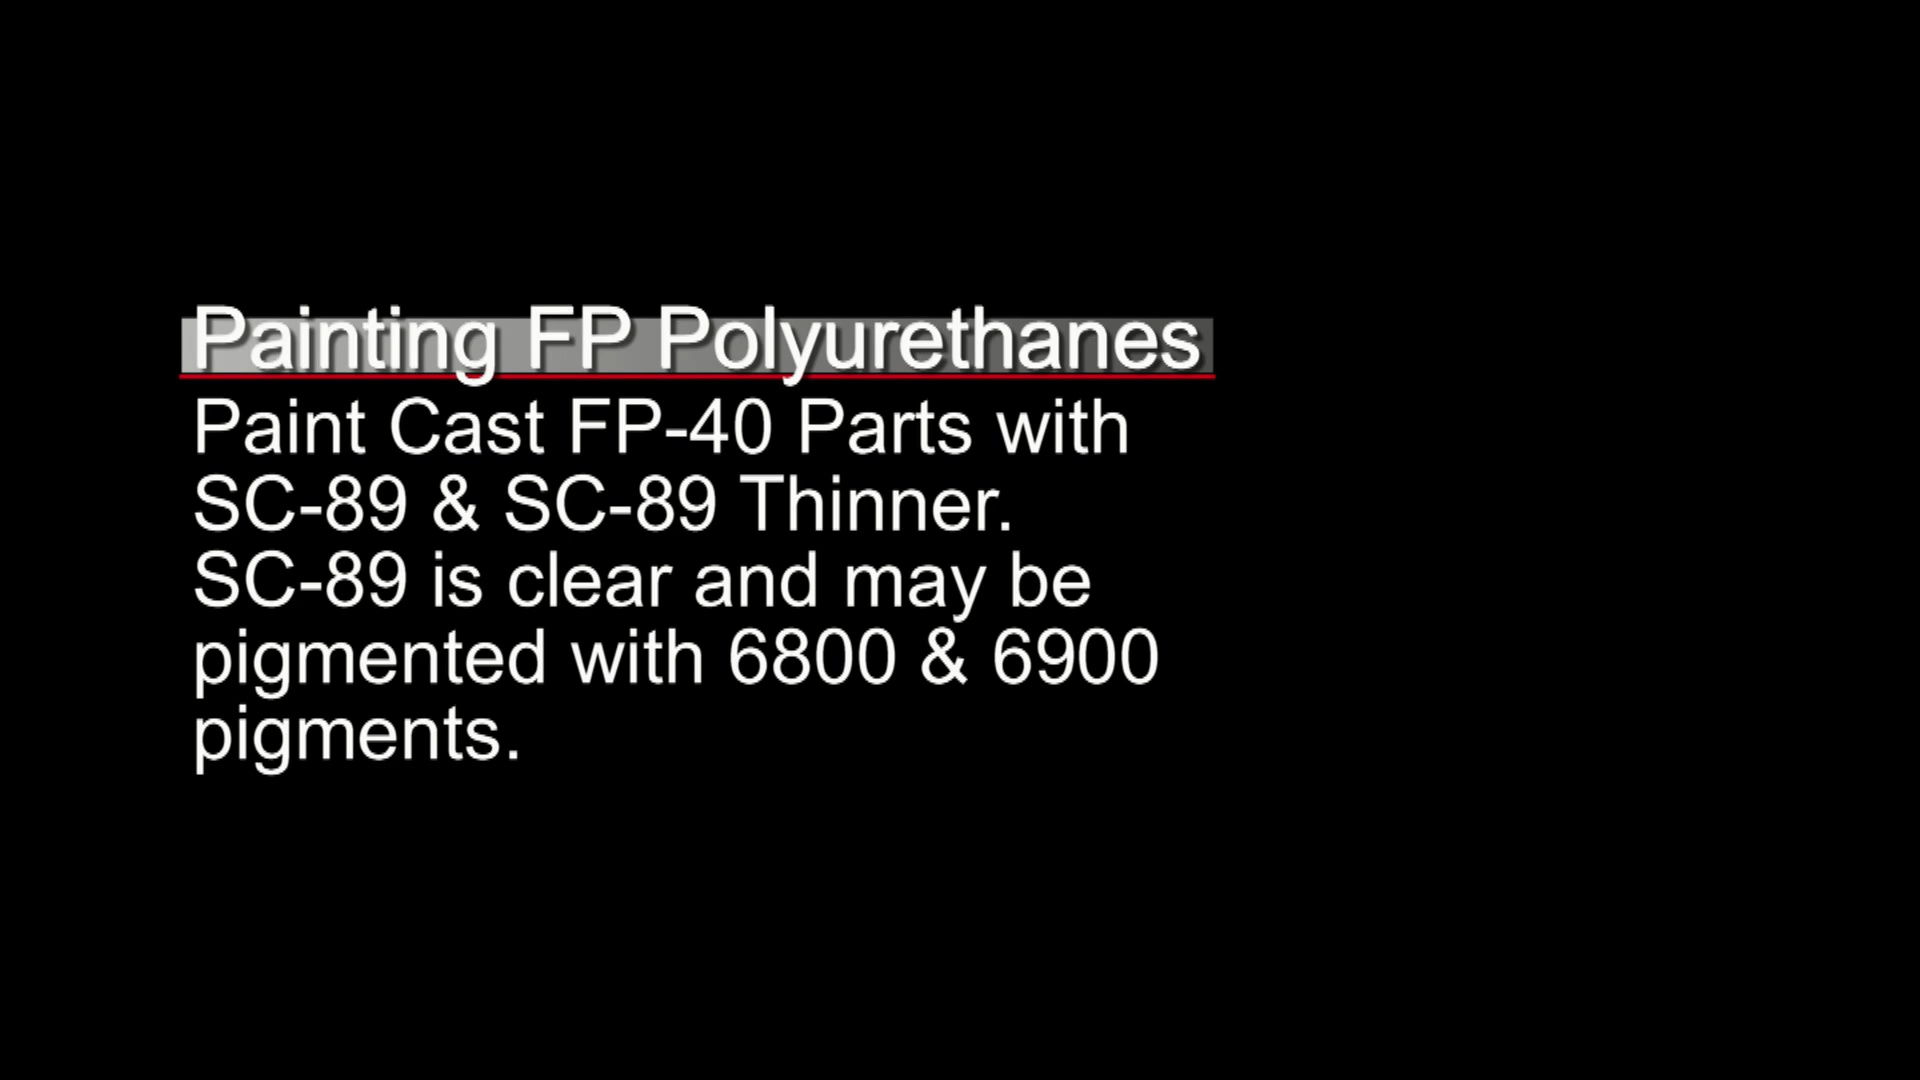 Painting FP Polyurethanes
Paint Cast FP-40 Parts with
SC-89 & SC-89 Thinner.
SC-89 is clear and may be
pigmented with 6800 & 6900
pigments.